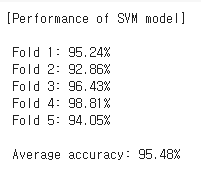 [Performance of SVM model]
Fold 1: 95.24%
Fold 2: 92.86%
Fold 3: 96.43%
Fold 4: 98.81%
Fold 5: 94.05%
Average accuracy: 95.48%